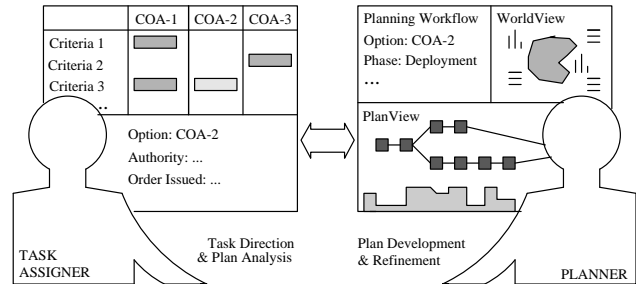 COA-1 COA-2 COA-3
Criteria 1
Criteria 2
Criteria 3
..
Option: COA-2
Authority: ...
Order Issued: ...
TASK
ASSIGNER
Task Direction
& Plan Analysis
Planning Workflow
Option: COA-2
Phase: Deployment
...
WorldView
PlanView
Plan Development
& Refinement
PLANNER